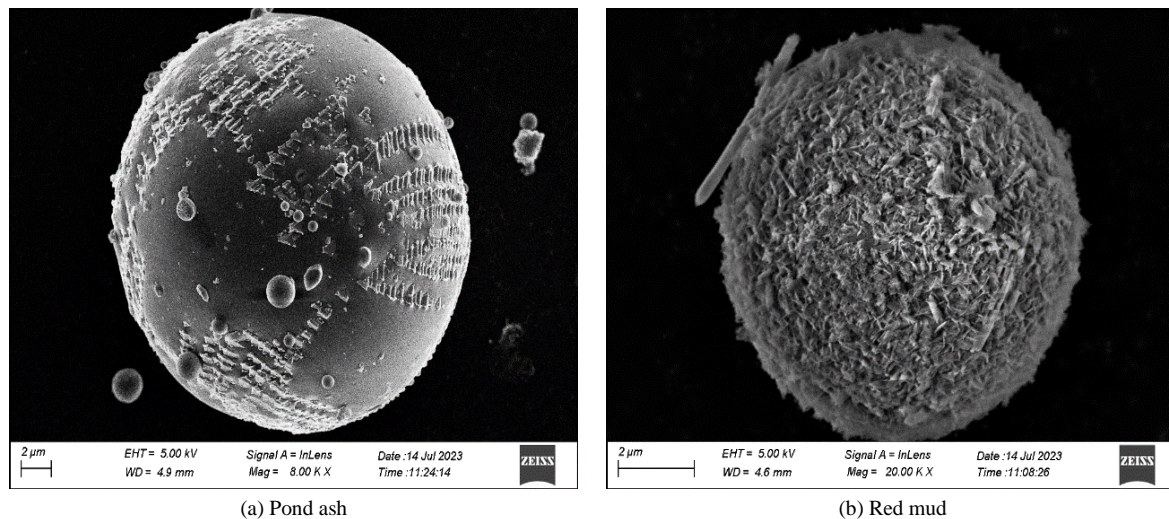 2 µm
EHT = 5.00 kV
Signal A = InLens
Date :14 Jul 2023
WD = 4.9 mm
Mag = 8.00 K X
Time :11:24:14
ZEISS
(a) Pond ash
2 µm
EHT = 5.00 kV
Signal A = InLens
Date :14 Jul 2023
WD = 4.6 mm
Mag = 20.00 K X
Time :11:08:26
ZEISS
(b) Red mud